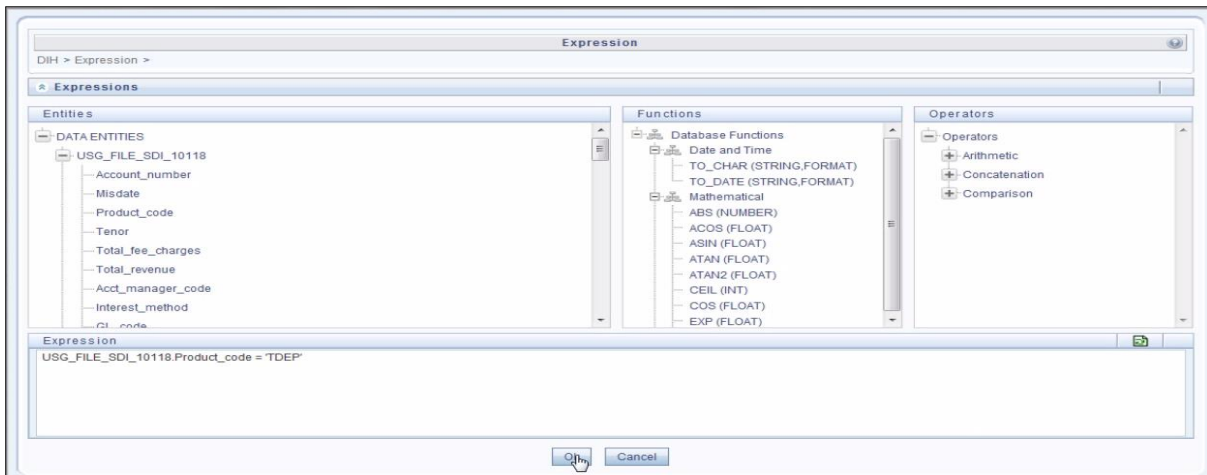 Expression
DIH > Expression >
Expressions
Entities
DATA ENTITIES
USG_FILE_SDI_10118
Account_number
Misdate
Product_code
Tenor
Total_fee_charges
Total_revenue
Acct_manager_code
Interest_method
GL_code
Functions
Database Functions
Date and Time
TO_CHAR (STRING,FORMAT)
TO_DATE (STRING,FORMAT)
Mathematical
ABS (NUMBER)
ACOS (FLOAT)
ASIN (FLOAT)
ATAN (FLOAT)
ATAN2 (FLOAT)
CEIL (INT)
COS (FLOAT)
EXP (FLOAT)
Operators
Operators
Arithmetic
Concatenation
Comparison
Expression
USG_FILE_SDI_10118.Product_code = 'TDEP'
Cancel